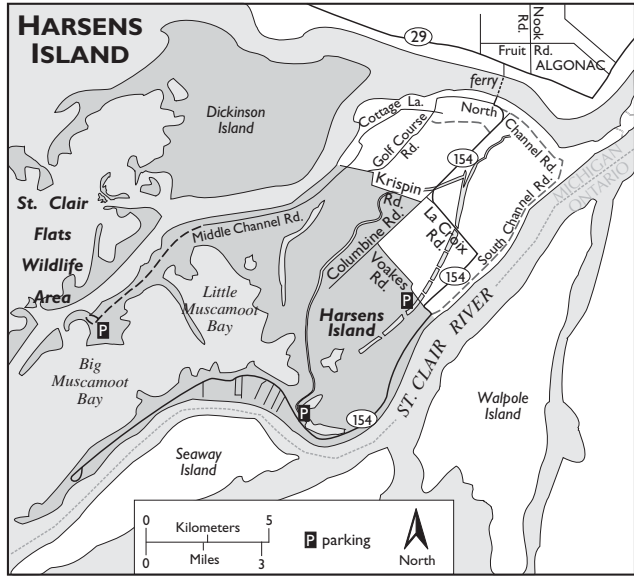 HARSENS
ISLAND
29
Nook
Rd.
Fruit Rd.
ALGONAC
ferry
Dickinson
Island
Cottage La.
North
Channel Rd.
Golf Course
Rd.
154
MICHIGAN
ONTARIO
Krispin
Rd.
St. Clair
Flats
Wildlife
Area
Middle Channel Rd.
Columbine Rd.
La Croix
Rd.
South Channel Rd.
Voakes
Rd.
154
Little
Muscamoot
Bay
P
Harsens
Island
P
ST. CLAIR RIVER
Big
Muscamoot
Bay
Walpole
Island
P
154
Seaway
Island
0 5
Kilometers
Miles
0 3
P parking
North